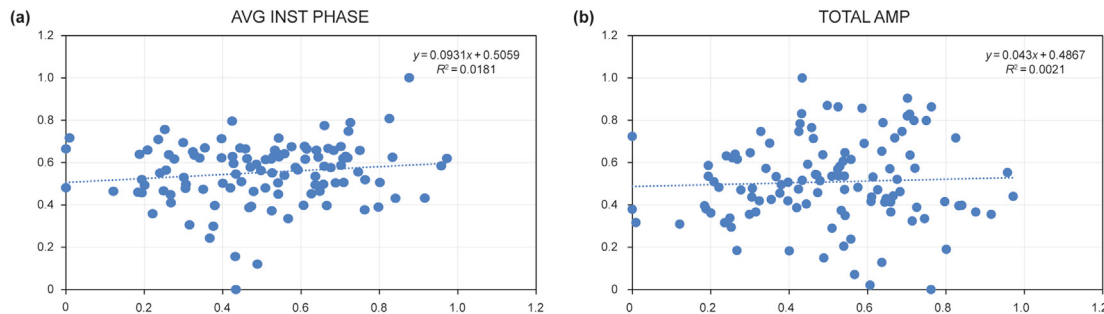 (a)
AVG INST PHASE
1.2
1.0
0.8
0.6
0.4
0.2
0
y = 0.0931x + 0.5059
R² = 0.0181
0 0.2 0.4 0.6 0.8 1.0 1.2
(b)
TOTAL AMP
1.2
1.0
0.8
0.6
0.4
0.2
0
y = 0.043x + 0.4867
R² = 0.0021
0 0.2 0.4 0.6 0.8 1.0 1.2